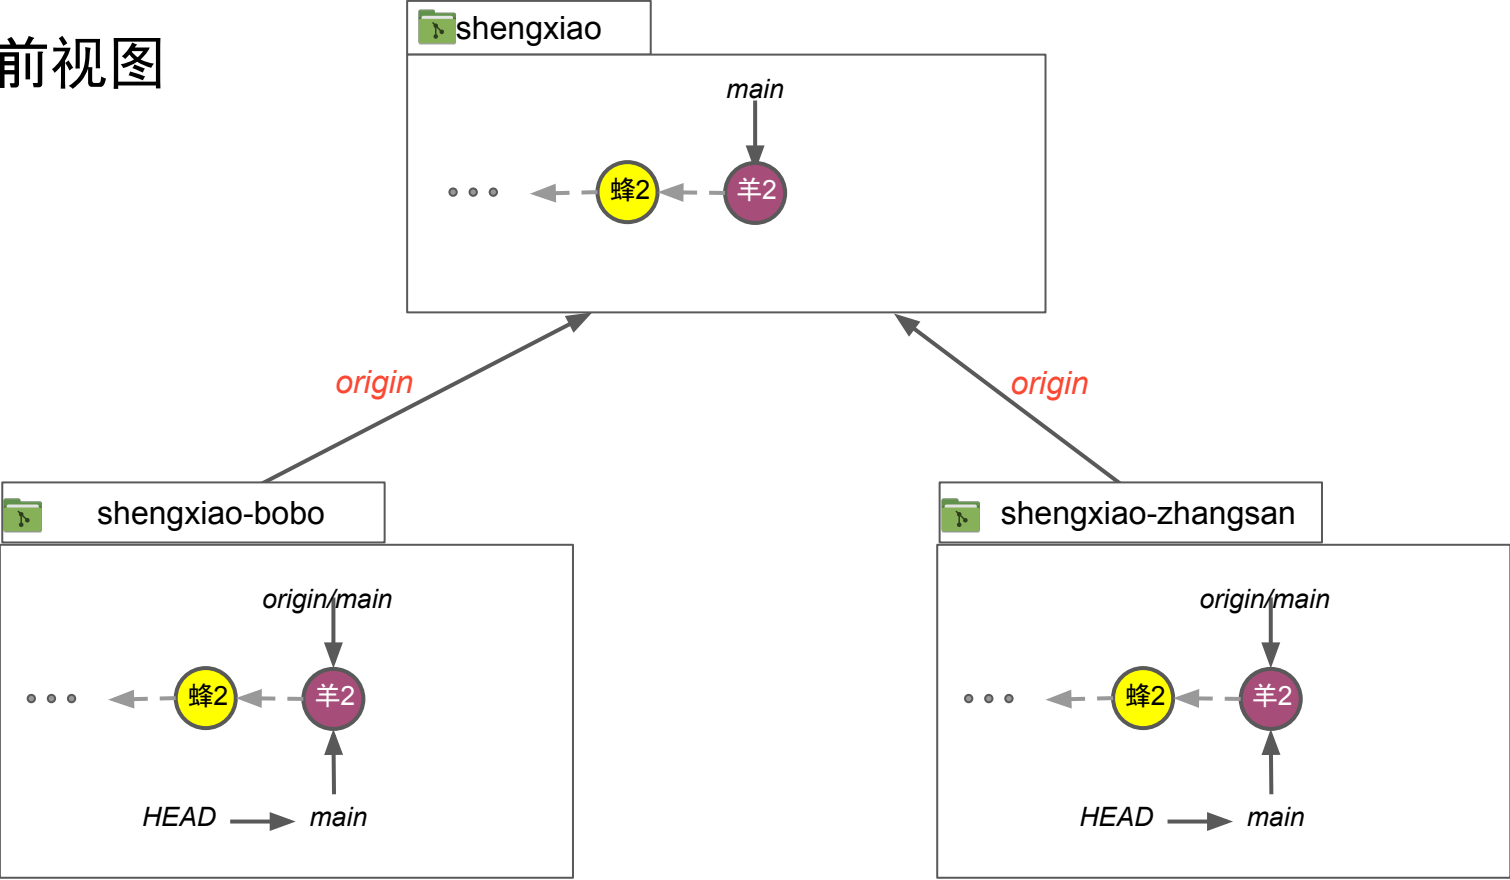 前视图
shengxiao
main
蜂2
羊2
origin
origin
shengxiao-bobo
shengxiao-zhangsan
origin/main
蜂2
羊2
HEAD
main
origin/main
蜂2
羊2
HEAD
main